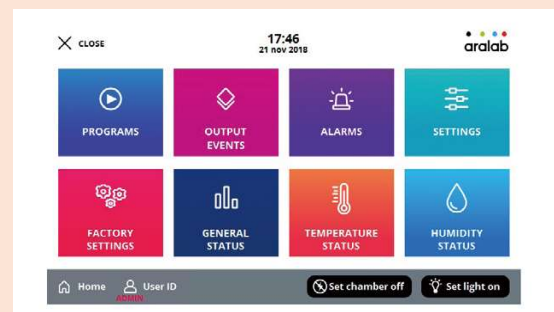 CLOSE
17:46
21 nov 2018
aralab
PROGRAMS
OUTPUT
EVENTS
ALARMS
SETTINGS
FACTORY
SETTINGS
GENERAL
STATUS
TEMPERATURE
STATUS
HUMIDITY
STATUS
Home
User ID
ADMIN
Set chamber off
Set light on